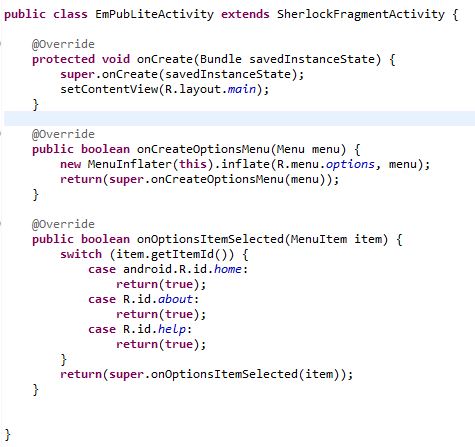 public class EmPubLiteActivity extends SherlockFragmentActivity {
@Override
protected void onCreate(Bundle savedInstanceState) {
super.onCreate(savedInstanceState);
setContentView(R.layout.main);
}
@Override
public boolean onCreateOptionsMenu(Menu menu) {
new MenuInflater(this).inflate(R.menu.options, menu);
return(super.onCreateOptionsMenu(menu));
}
@Override
public boolean onOptionsItemSelected(MenuItem item) {
switch (item.getItemId()) {
case android.R.id.home:
return(true);
case R.id.about:
return(true);
case R.id.help:
return(true);
}
return(super.onOptionsItemSelected(item));
}
}